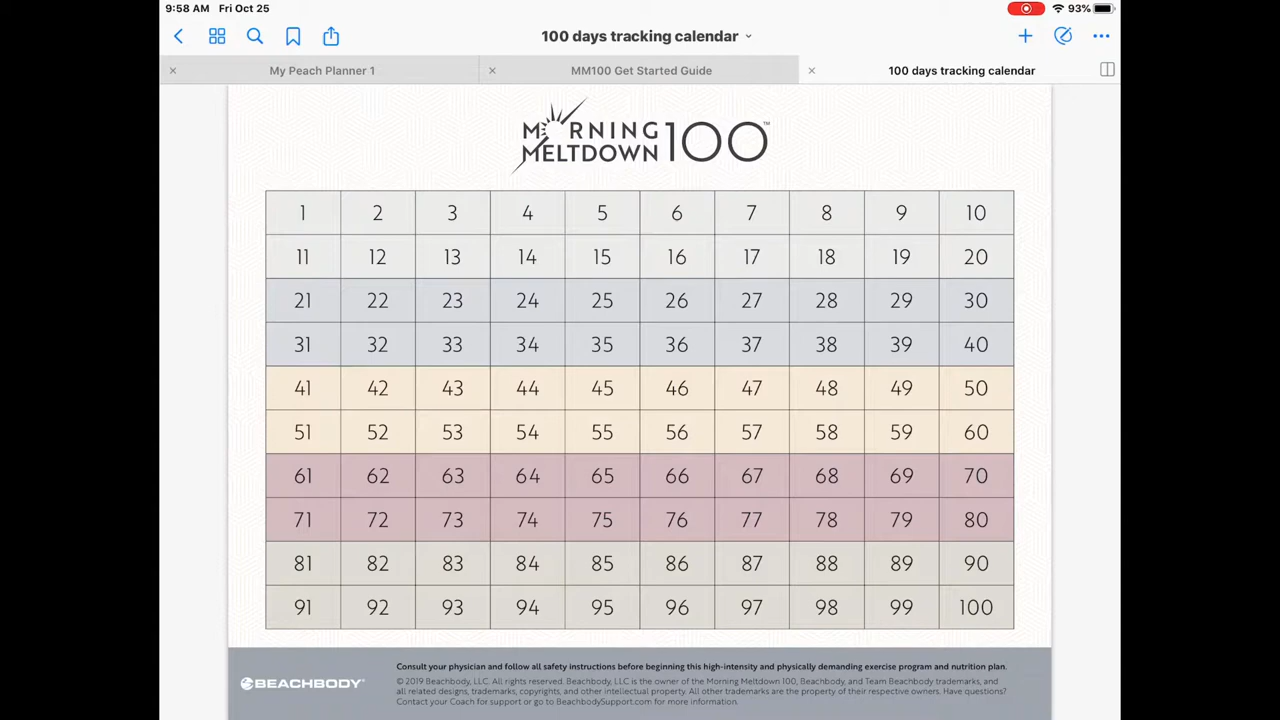 9:58 AM Fri Oct 25 93%
100 days tracking calendar
My Peach Planner 1 MM100 Get Started Guide 100 days tracking calendar
MORNING
MELTDOWN 100™
1 2 3 4 5 6 7 8 9 10
11 12 13 14 15 16 17 18 19 20
21 22 23 24 25 26 27 28 29 30
31 32 33 34 35 36 37 38 39 40
41 42 43 44 45 46 47 48 49 50
51 52 53 54 55 56 57 58 59 60
61 62 63 64 65 66 67 68 69 70
71 72 73 74 75 76 77 78 79 80
81 82 83 84 85 86 87 88 89 90
91 92 93 94 95 96 97 98 99 100
BEACHBODY
Consult your physician and follow all safety instructions before beginning this high-intensity and physically demanding exercise program and nutrition plan.
© 2019 Beachbody, LLC. All rights reserved. Beachbody, LLC is the owner of the Morning Meltdown 100, Beachbody, and Team Beachbody trademarks, and
all related designs, trademarks, copyrights, and other intellectual property. All other trademarks are the property of their respective owners. Have questions?
Contact your Coach for support or go to BeachbodySupport.com for more information.